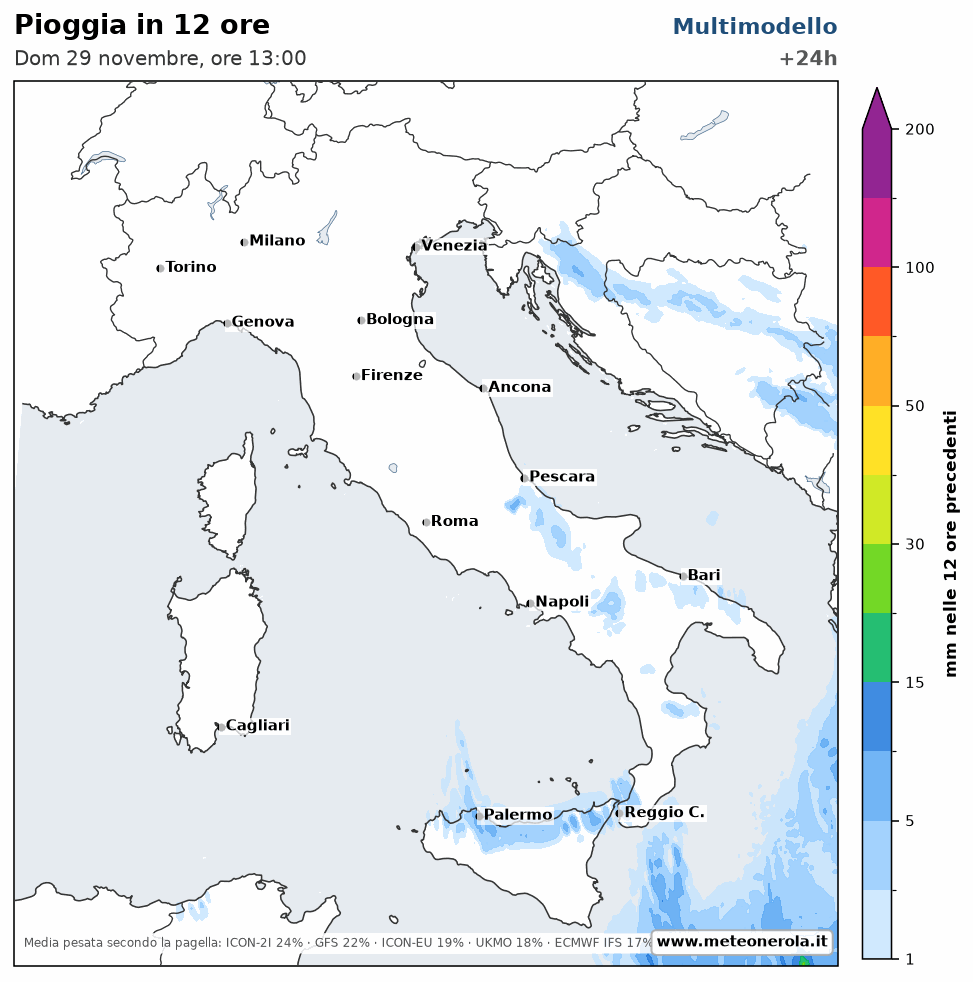 Pioggia in 12 ore
Multimodello
Dom 29 novembre, ore 13:00
+24h
200
100
50
30
15
5
1
mm nelle 12 ore precedenti
Milano
Venezia
Torino
Genova
Bologna
Firenze
Ancona
Pescara
Roma
Bari
Napoli
Cagliari
Palermo
Reggio C.
Media pesata secondo la pagella: ICON-2I 24% · GFS 22% · ICON-EU 19% · UKMO 18% · ECMWF IFS 17%
www.meteonerola.it